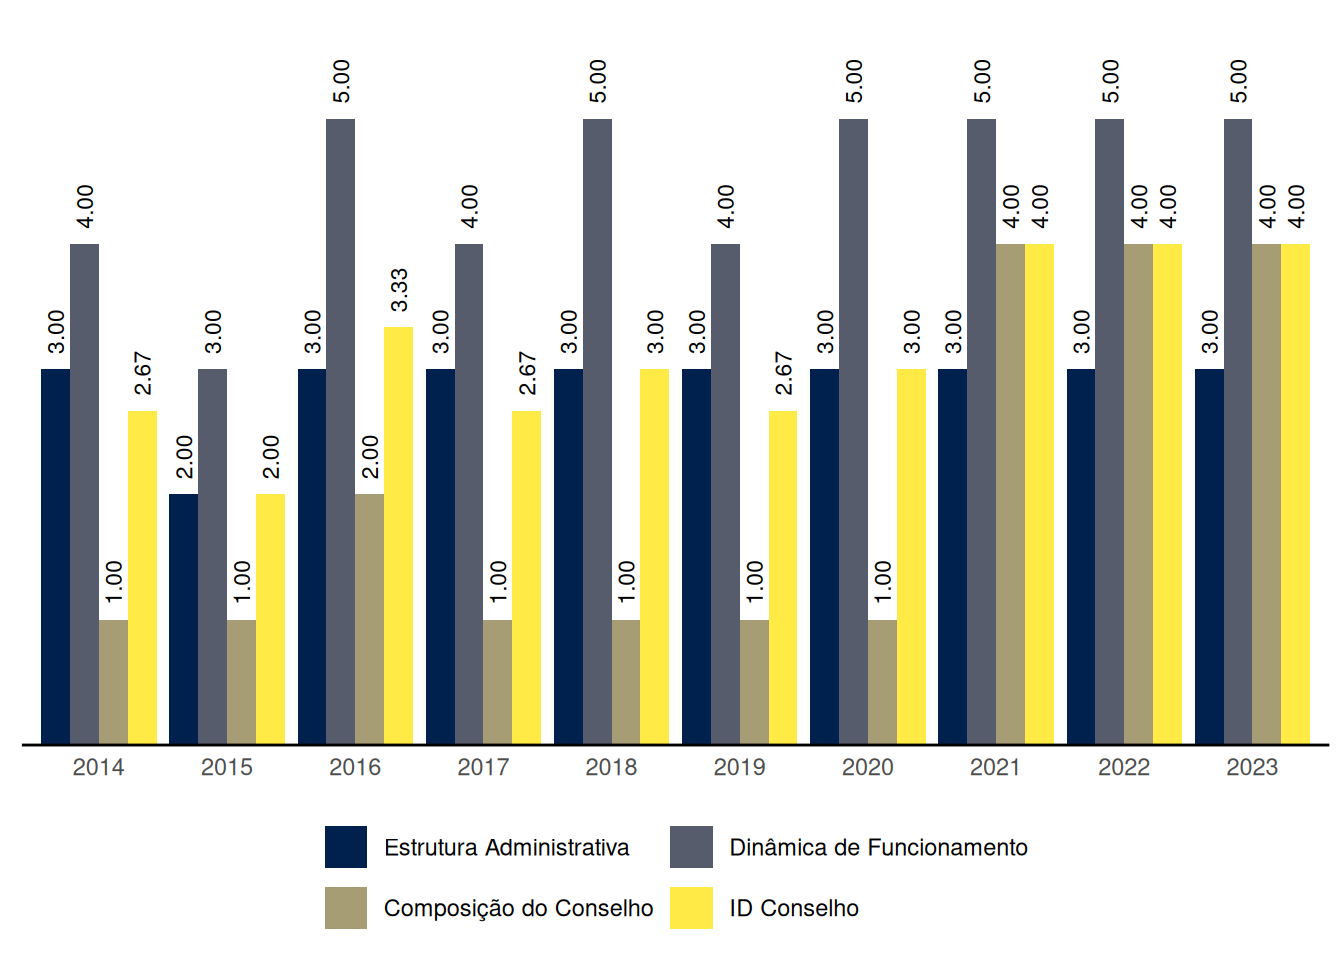 5.00 5.00 5.00 5.00 5.00 5.00
4.00 4.00 4.00 4.00 4.00 4.00 4.00 4.00 4.00
3.33
3.00 3.00 3.00 3.00 3.00 3.00 3.00 3.00 3.00 3.00 3.00 3.00
2.67 2.67 2.67
2.00 2.00 2.00
1.00 1.00 1.00 1.00 1.00 1.00
2014 2015 2016 2017 2018 2019 2020 2021 2022 2023
Estrutura Administrativa Dinâmica de Funcionamento
Composição do Conselho ID Conselho